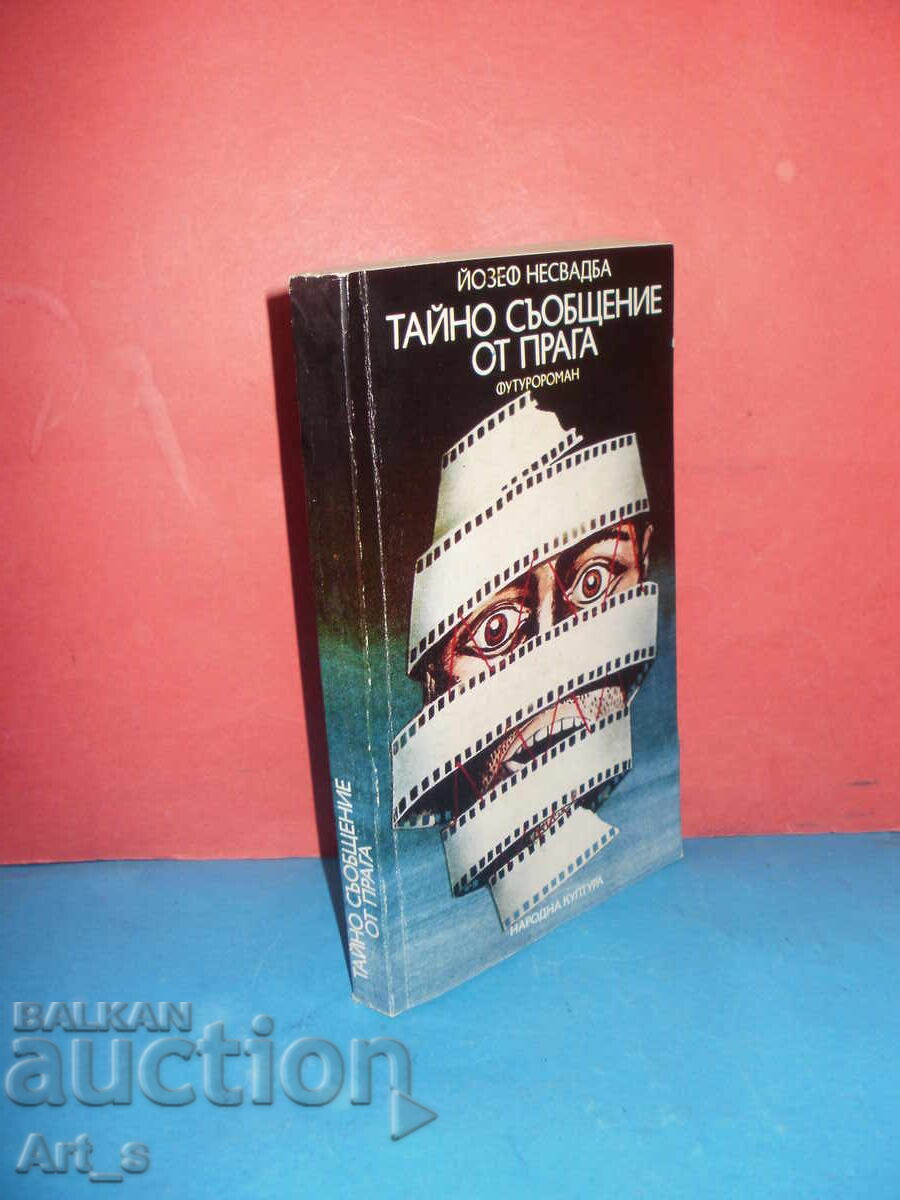 ЙОЗЕФ НЕСВАДБА
ТАЙНО СЪОБЩЕНИЕ
ОТ ПРАГА
ФУТУРОРОМАН
НАРОДНА КУЛТУРА
ТАЙНО СЪОБЩЕНИЕ
ОТ ПРАГА
BALKAN
auction
Art_s